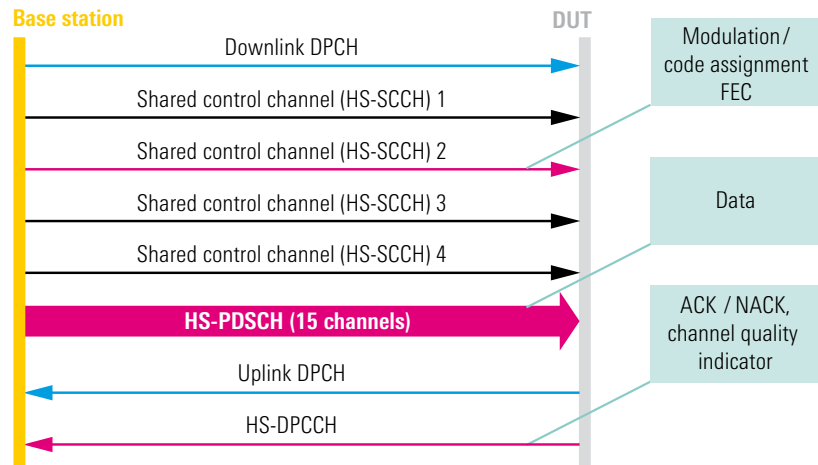 Base station
DUT
Downlink DPCH
Modulation/
code assignment
FEC
Shared control channel (HS-SCCH) 1
Shared control channel (HS-SCCH) 2
Shared control channel (HS-SCCH) 3
Data
Shared control channel (HS-SCCH) 4
HS-PDSCH (15 channels)
ACK / NACK,
channel quality
indicator
Uplink DPCH
HS-DPCCH